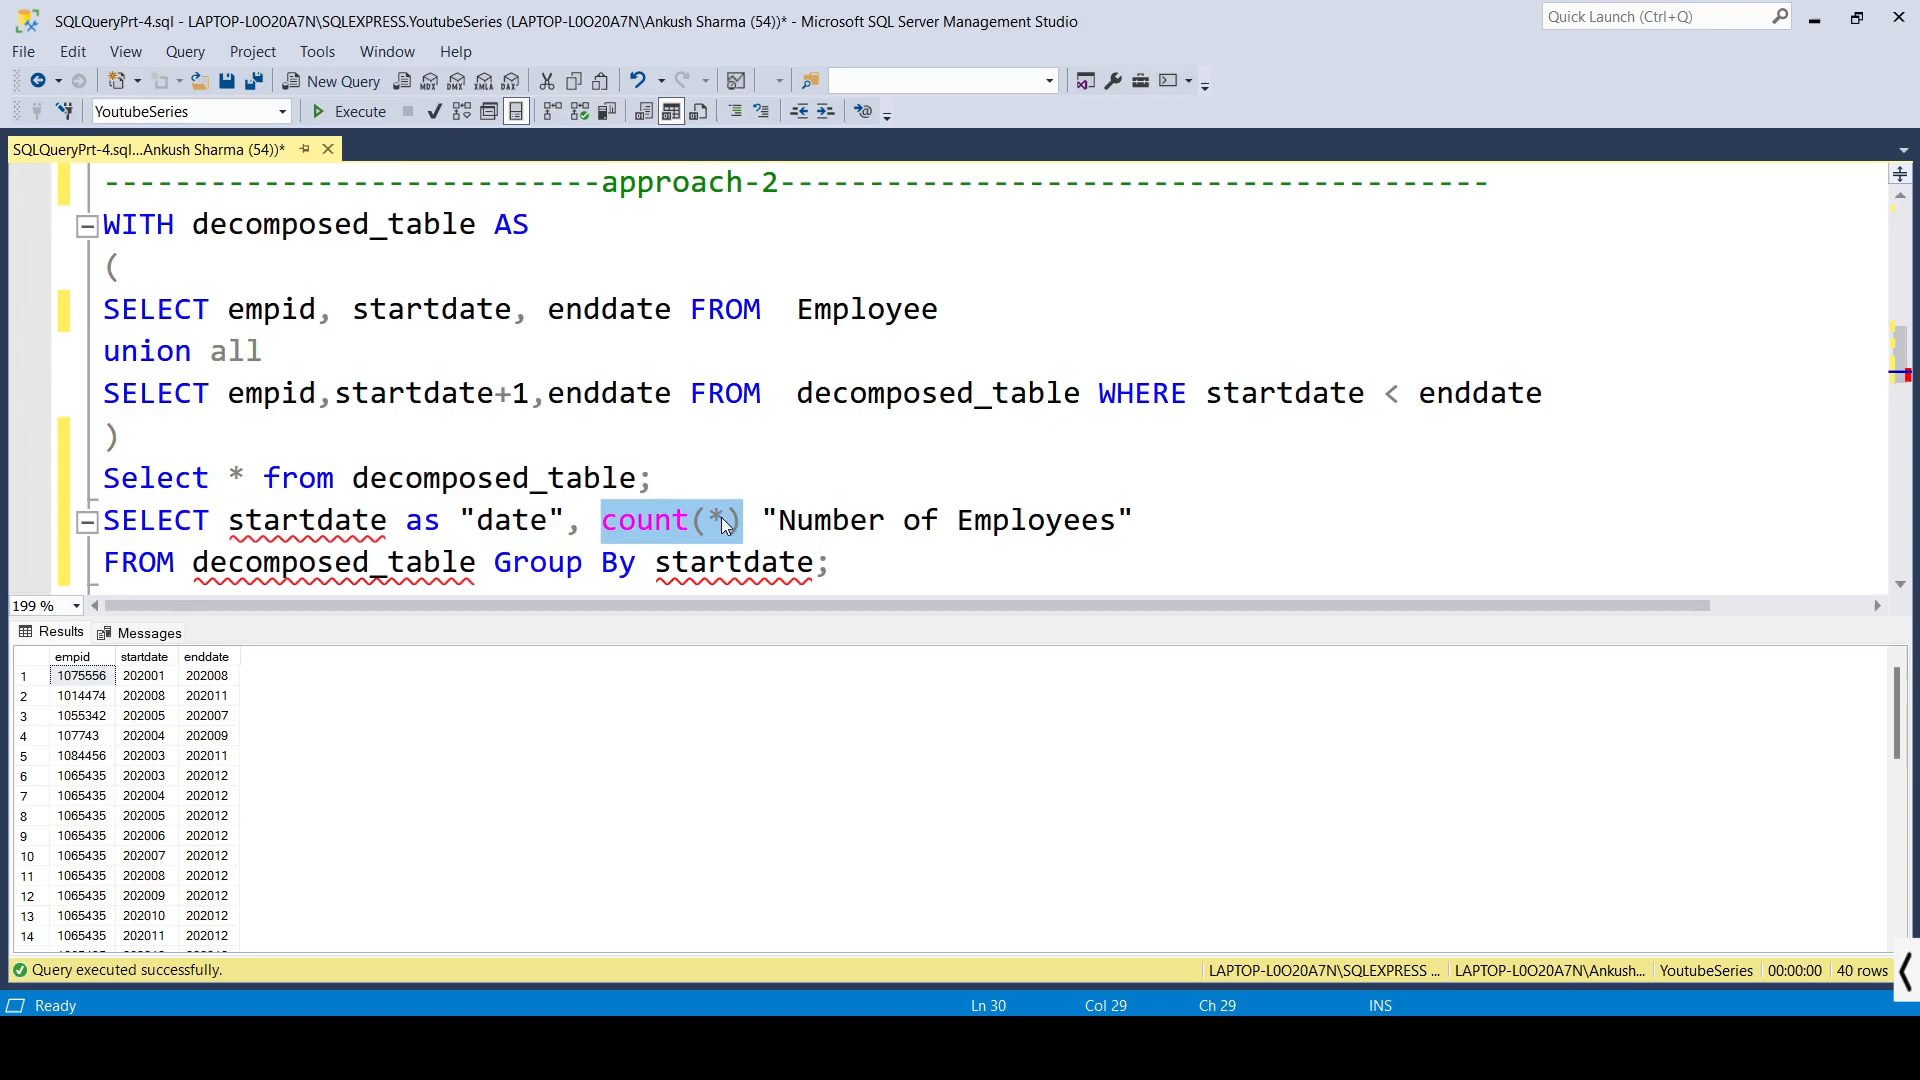 SQLQueryPrt-4.sql - LAPTOP-L0O20A7N\SQLEXPRESS.YoutubeSeries (LAPTOP-L0O20A7N\Ankush Sharma (54))* - Microsoft SQL Server Management Studio
Quick Launch (Ctrl+Q)
File Edit View Query Project Tools Window Help
New Query MDX DMX XMLA DAX
YoutubeSeries Execute
SQLQueryPrt-4.sql...Ankush Sharma (54))*
----------------------------approach-2----------------------------------------
WITH decomposed_table AS
(
SELECT empid, startdate, enddate FROM  Employee
union all
SELECT empid,startdate+1,enddate FROM  decomposed_table WHERE startdate < enddate
)
Select * from decomposed_table;
SELECT startdate as "date", count(*) "Number of Employees"
FROM decomposed_table Group By startdate;
199 %
Results Messages
empid startdate enddate
1 1075556 202001 202008
2 1014474 202008 202011
3 1055342 202005 202007
4 107743 202004 202009
5 1084456 202003 202011
6 1065435 202003 202012
7 1065435 202004 202012
8 1065435 202005 202012
9 1065435 202006 202012
10 1065435 202007 202012
11 1065435 202008 202012
12 1065435 202009 202012
13 1065435 202010 202012
14 1065435 202011 202012
Query executed successfully. LAPTOP-L0O20A7N\SQLEXPRESS ... LAPTOP-L0O20A7N\Ankush... YoutubeSeries 00:00:00 40 rows
Ready Ln 30 Col 29 Ch 29 INS